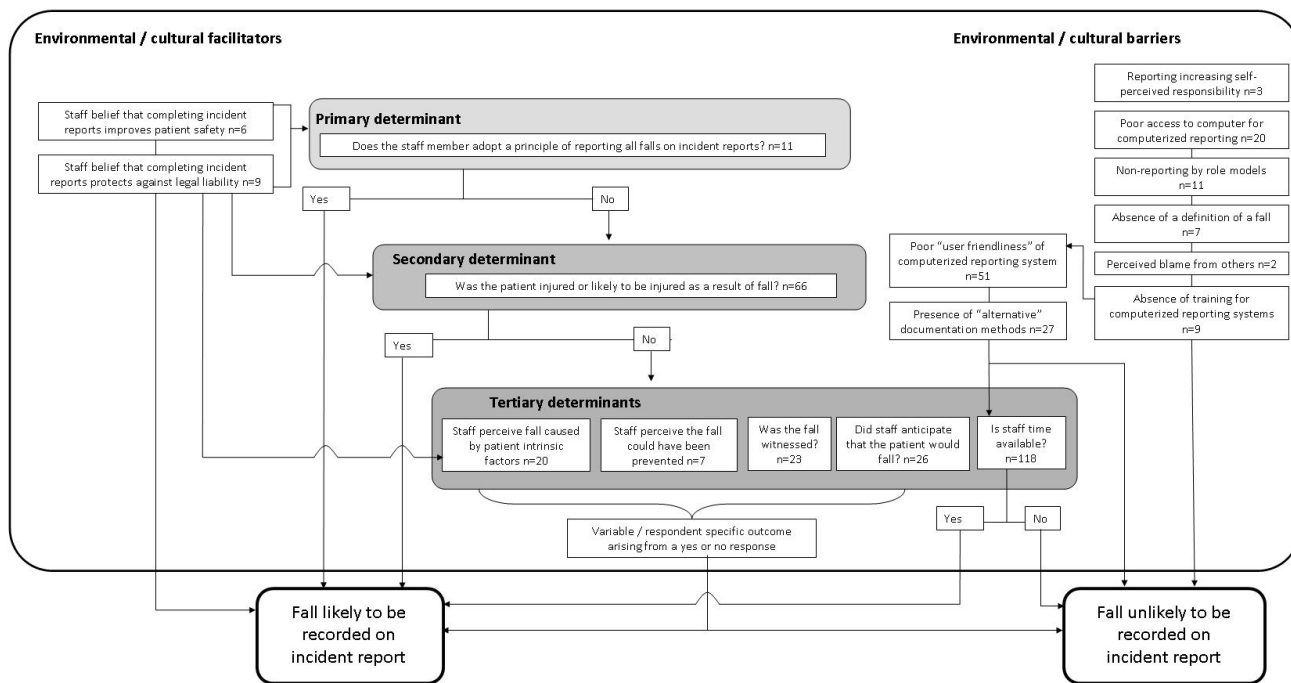 Environmental / cultural facilitators
Environmental / cultural barriers
Staff belief that completing incident
reports improves patient safety n=6
Staff belief that completing incident
reports protects against legal liability n=9
Primary determinant
Does the staff member adopt a principle of reporting all falls on incident reports? n=11
Yes
No
Secondary determinant
Was the patient injured or likely to be injured as a result of fall? n=66
Yes
No
Reporting increasing self-
perceived responsibility n=3
Poor access to computer for
computerized reporting n=20
Non-reporting by role models
n=11
Absence of a definition of a fall
n=7
Perceived blame from others n=2
Absence of training for
computerized reporting systems
n=9
Poor "user friendliness" of
computerized reporting system
n=51
Presence of "alternative"
documentation methods n=27
Tertiary determinants
Staff perceive fall caused
by patient intrinsic
factors n=20
Staff perceive the fall
could have been
prevented n=7
Was the fall
witnessed?
n=23
Did staff anticipate
that the patient would
fall? n=26
Is staff time
available?
n=118
Yes
No
Variable / respondent specific outcome
arising from a yes or no response
Fall likely to be
recorded on
incident report
Fall unlikely to be
recorded on
incident report